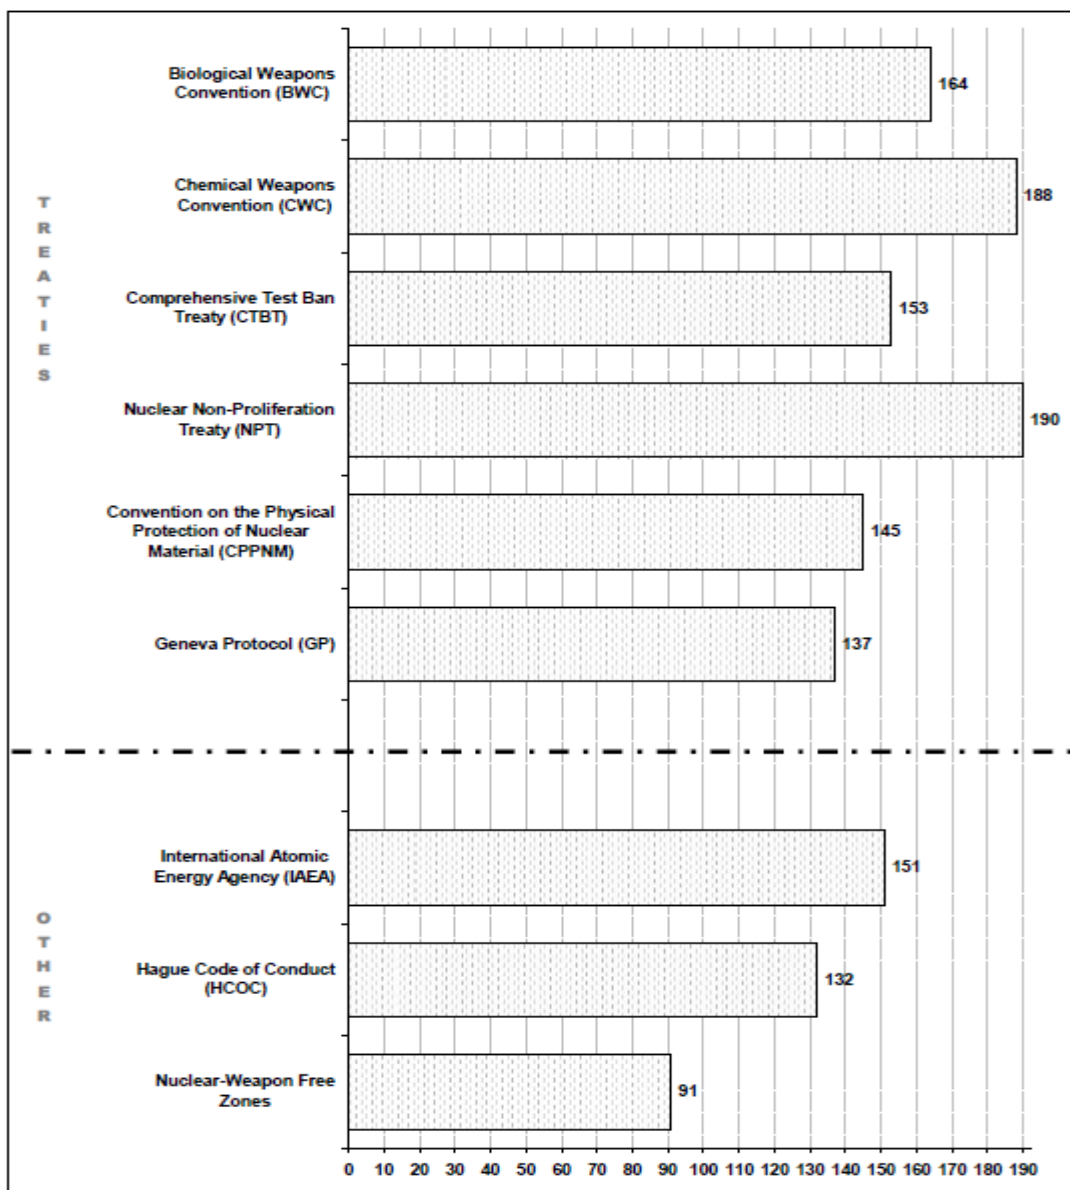 Biological Weapons
Convention (BWC)
164
Chemical Weapons
Convention (CWC)
188
TREATIES
Comprehensive Test Ban
Treaty (CTBT)
153
Nuclear Non-Proliferation
Treaty (NPT)
190
Convention on the Physical
Protection of Nuclear
Material (CPPNM)
145
Geneva Protocol (GP)
137
International Atomic
Energy Agency (IAEA)
151
OTHER
Hague Code of Conduct
(HCOC)
132
Nuclear-Weapon Free
Zones
91
0 10 20 30 40 50 60 70 80 90 100 110 120 130 140 150 160 170 180 190